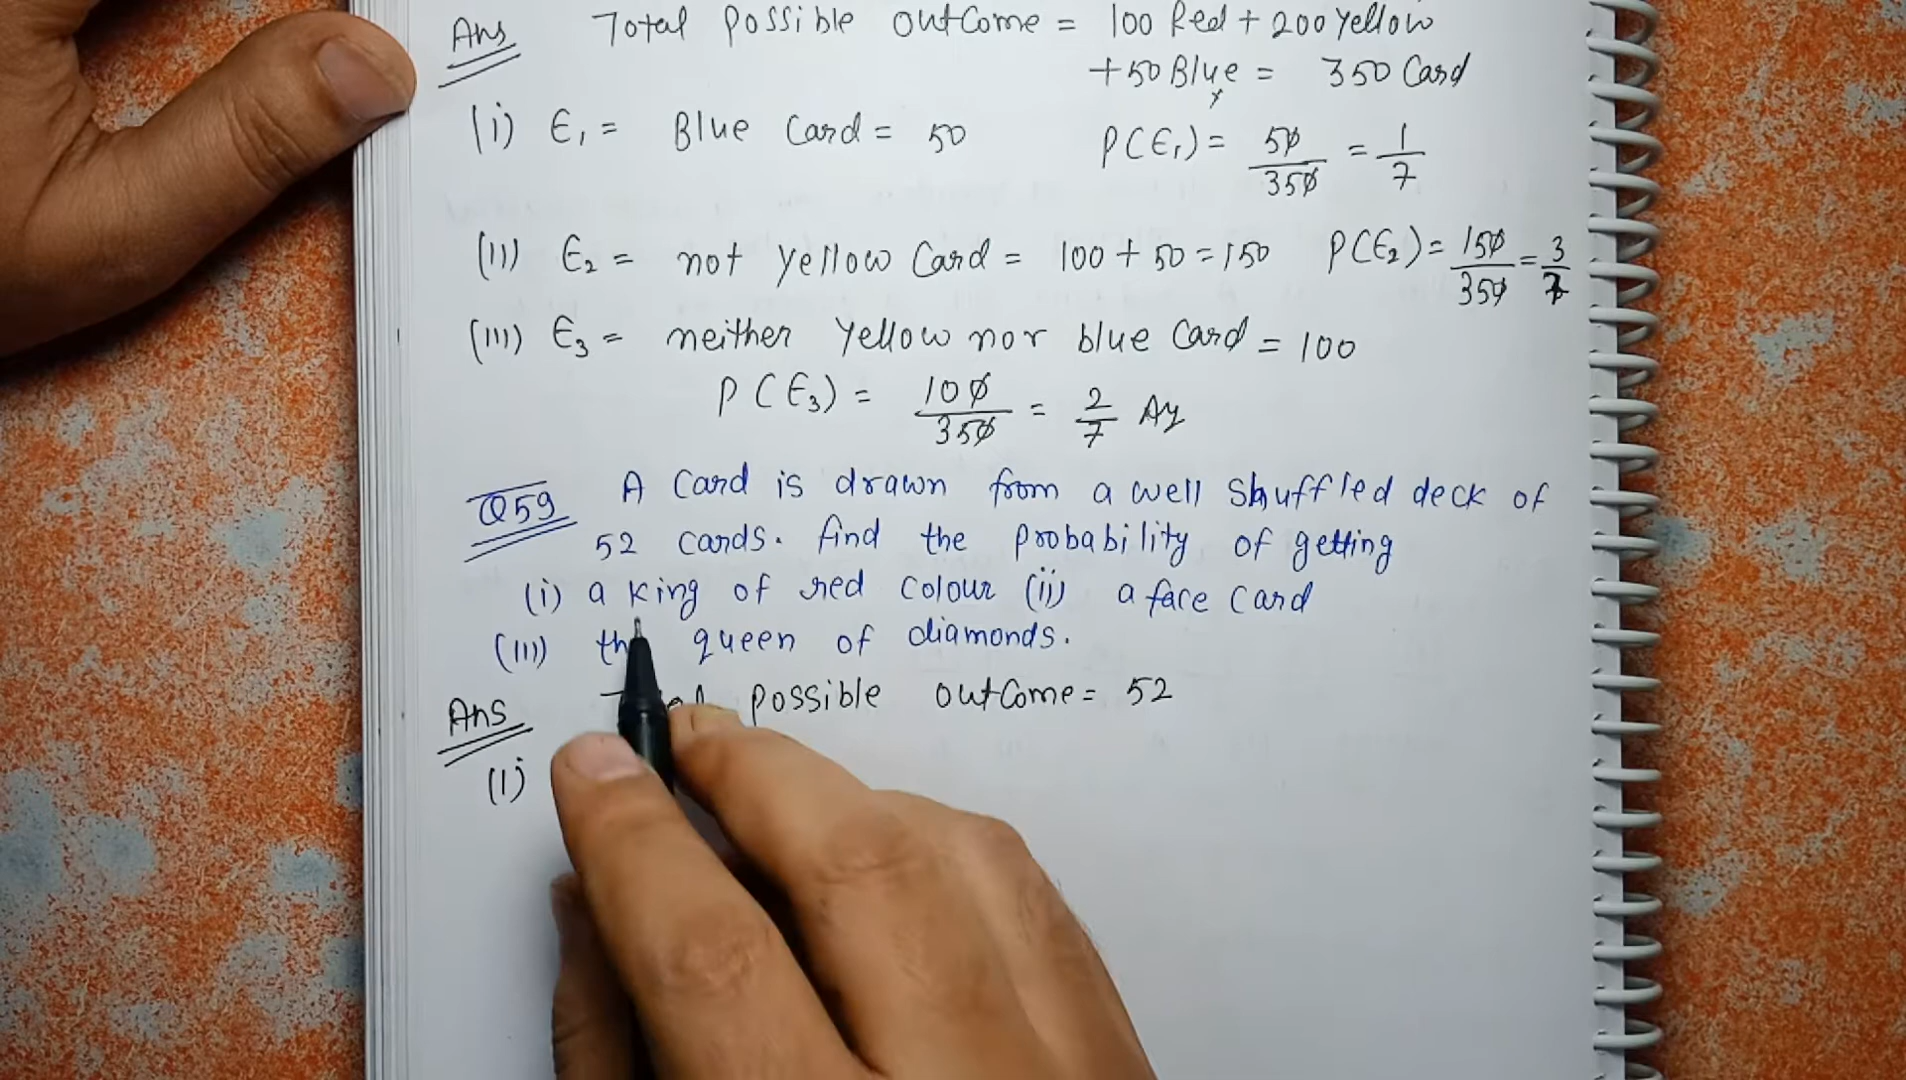 Ans Total possible outcome = 100 Red + 200 yellow
+ 50 Blue = 350 Card
(i) E₁ = Blue Card = 50 P(E₁) = 50/350 = 1/7
(ii) E₂ = not yellow Card = 100 + 50 = 150 P(E₂) = 150/350 = 3/7
(iii) E₃ = neither yellow nor blue Card = 100
P(E₃) = 100/350 = 2/7
Q59 A Card is drawn from a well shuffled deck of
52 cards. find the probability of getting
(i) a king of red colour (ii) a face Card
(iii) queen of diamonds.
Ans possible outcome = 52
(i)